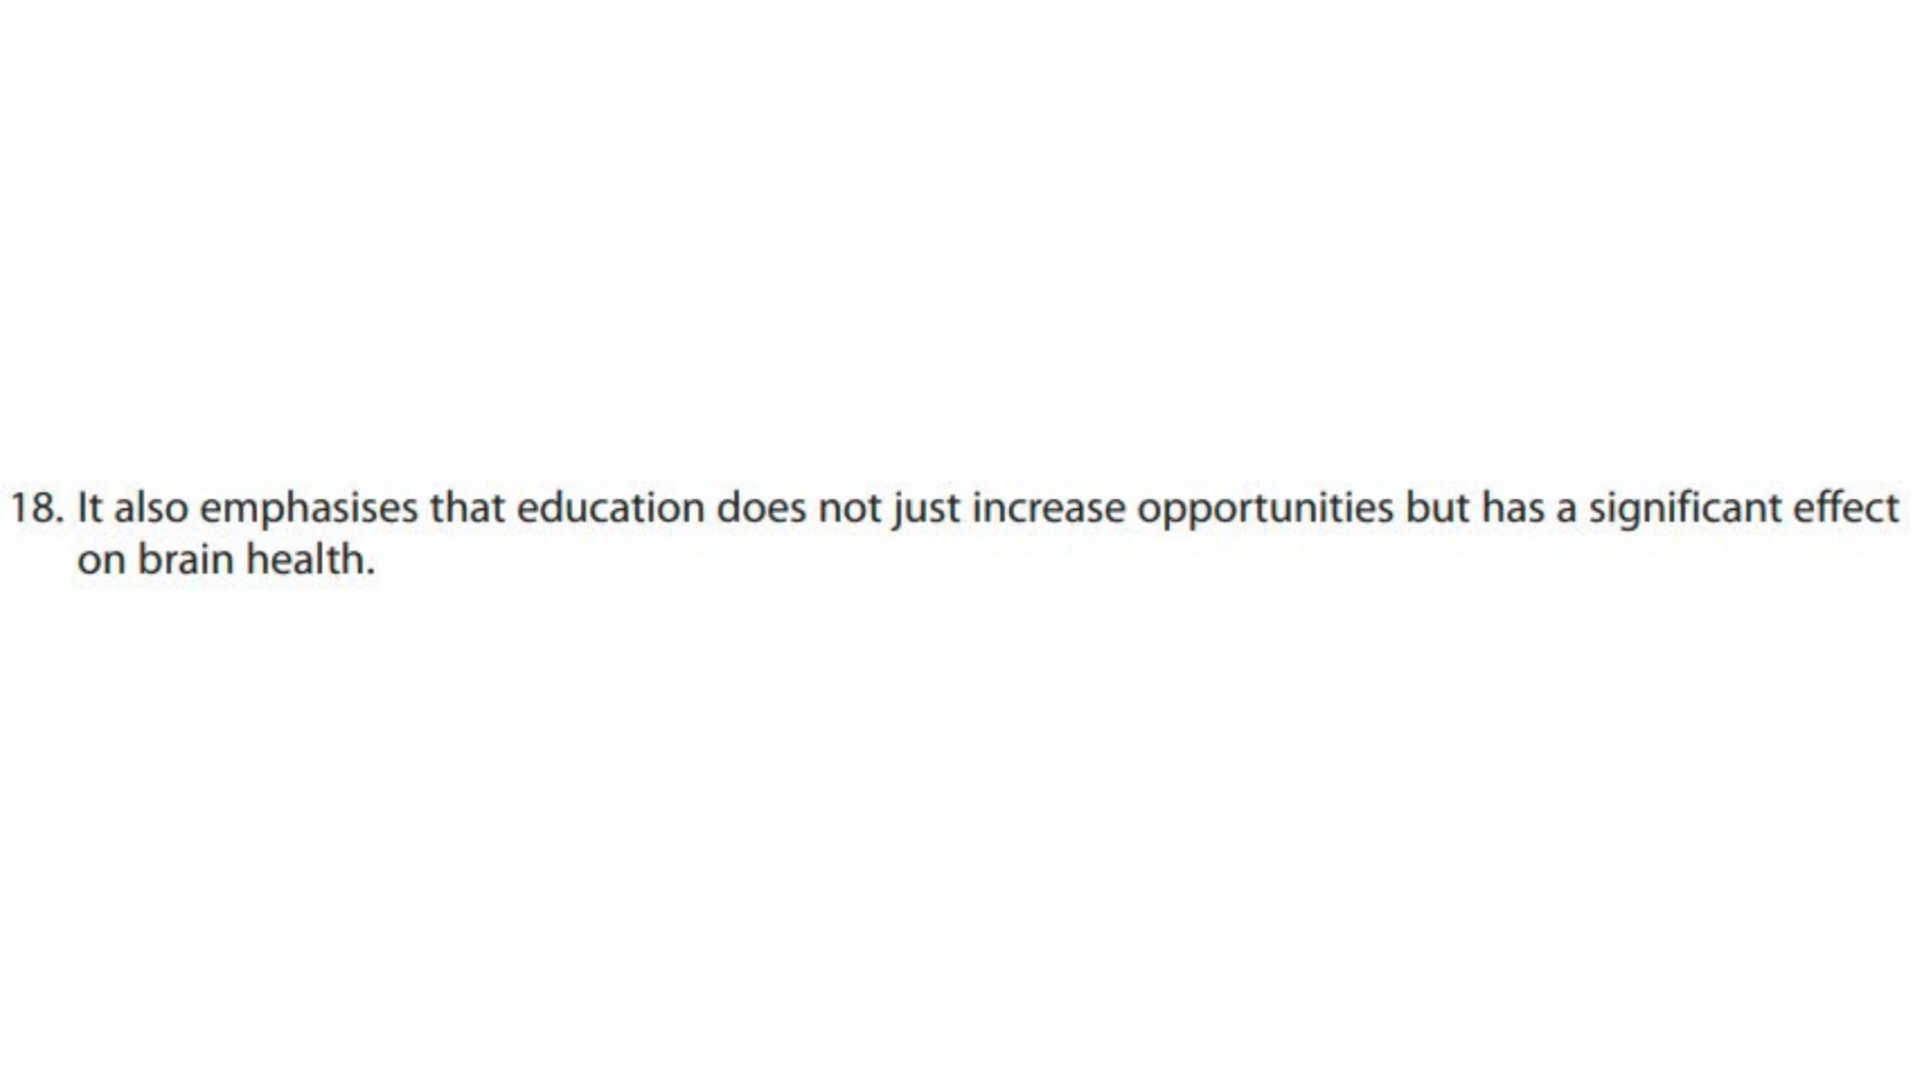 18. It also emphasises that education does not just increase opportunities but has a significant effect
on brain health.